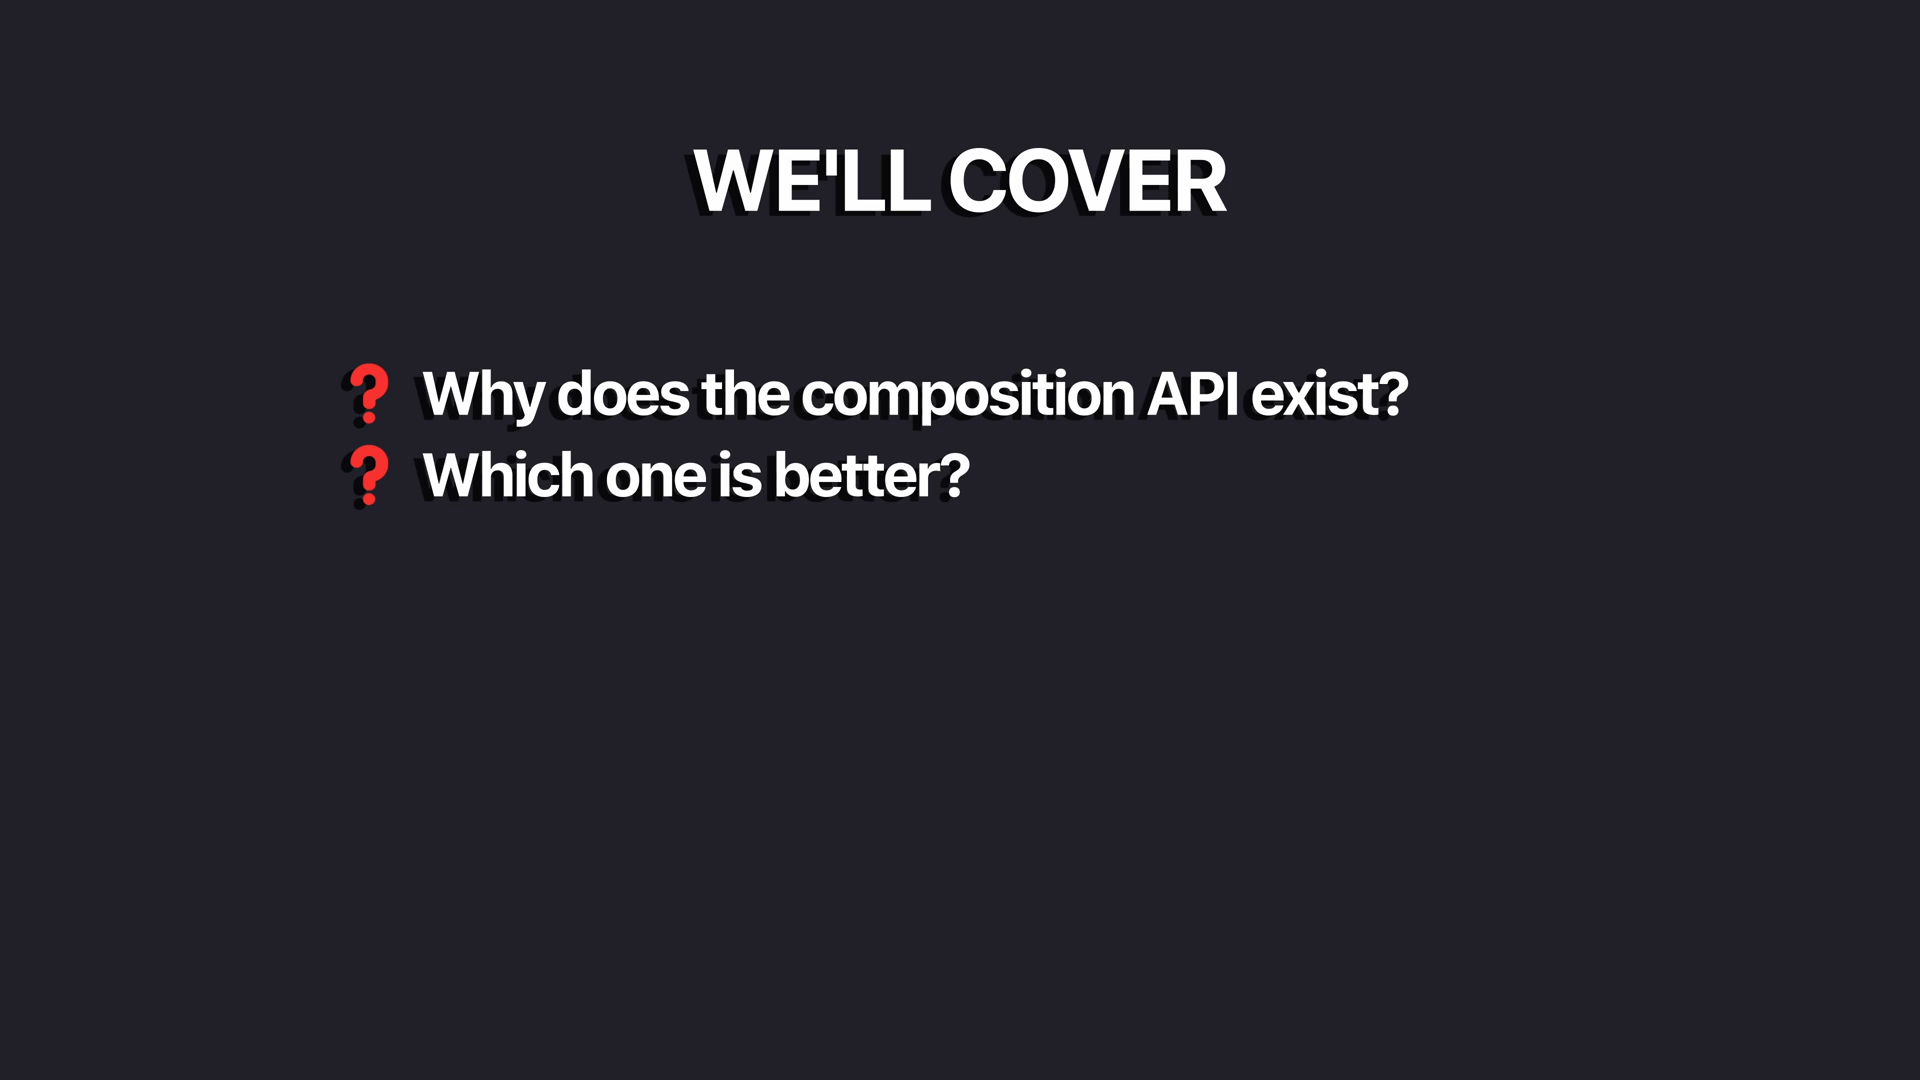 WE'LL COVER
❓ Why does the composition API exist?
❓ Which one is better?